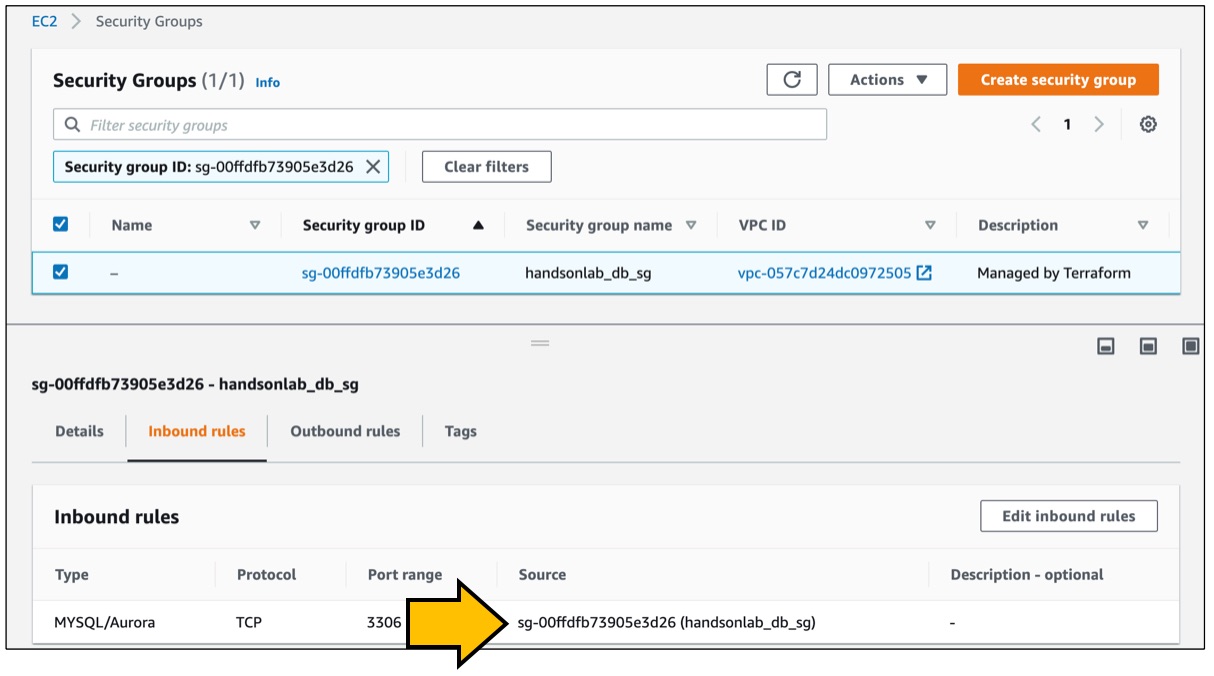 EC2 > Security Groups
Security Groups (1/1) Info
Actions
Create security group
Filter security groups
1
Security group ID: sg-00ffdfb73905e3d26
Clear filters
Name Security group ID Security group name VPC ID Description
– sg-00ffdfb73905e3d26 handsonlab_db_sg vpc-057c7d24dc0972505 Managed by Terraform
sg-00ffdfb73905e3d26 - handsonlab_db_sg
Details Inbound rules Outbound rules Tags
Inbound rules
Edit inbound rules
Type Protocol Port range Source Description - optional
MYSQL/Aurora TCP 3306 sg-00ffdfb73905e3d26 (handsonlab_db_sg) -